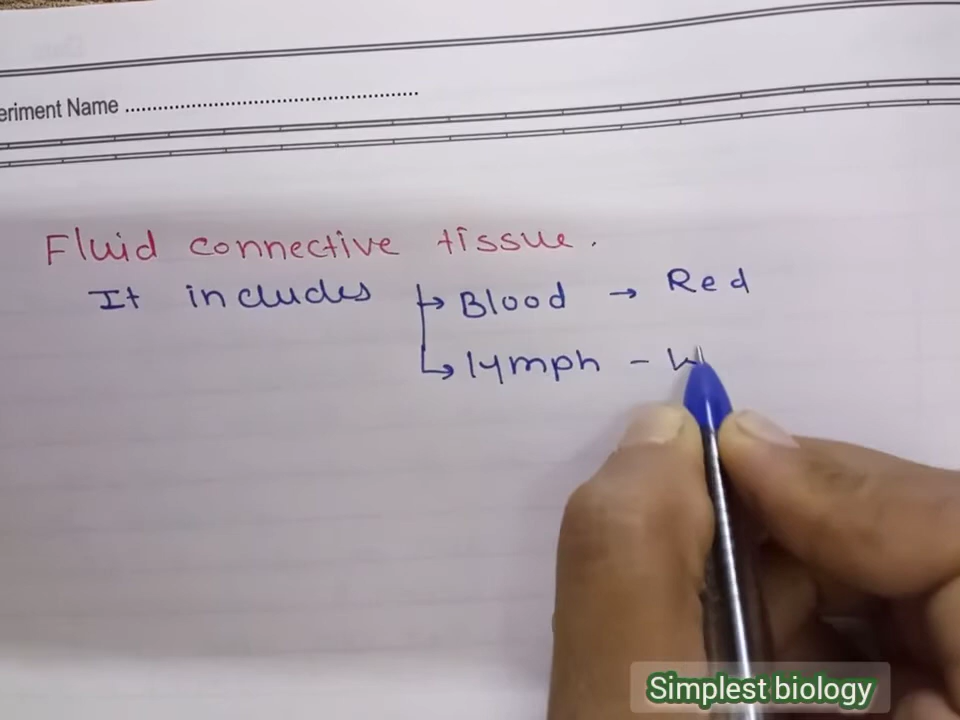 eriment Name ......................................................
Fluid connective tissue.
It includes ↳ Blood → Red
↳ lymph –
Simplest biology